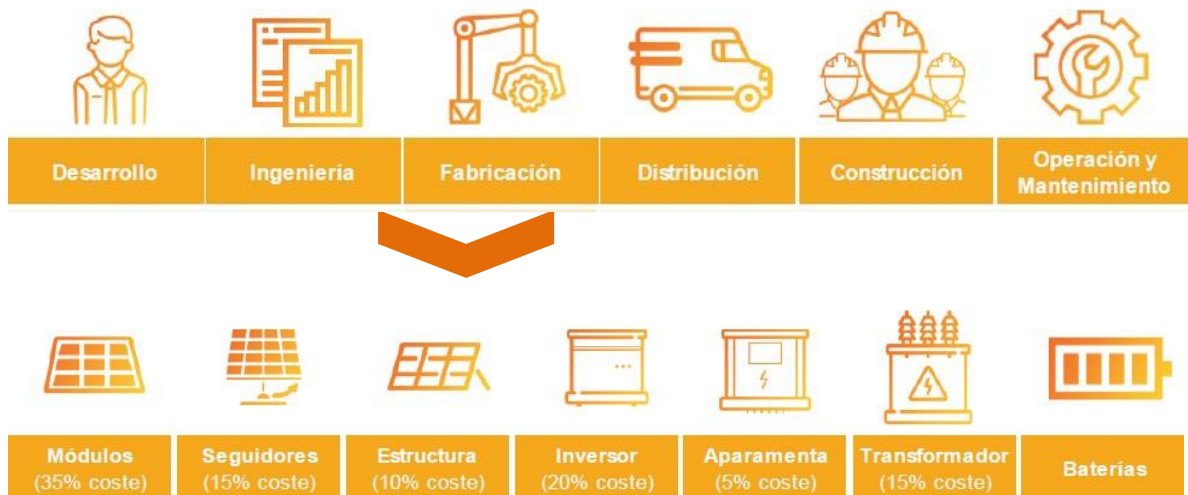 Desarrollo
Ingeniería
Fabricación
Distribución
Construcción
Operación y
Mantenimiento
Módulos
(35% coste)
Seguidores
(15% coste)
Estructura
(10% coste)
Inversor
(20% coste)
Aparamenta
(5% coste)
Transformador
(15% coste)
Baterías